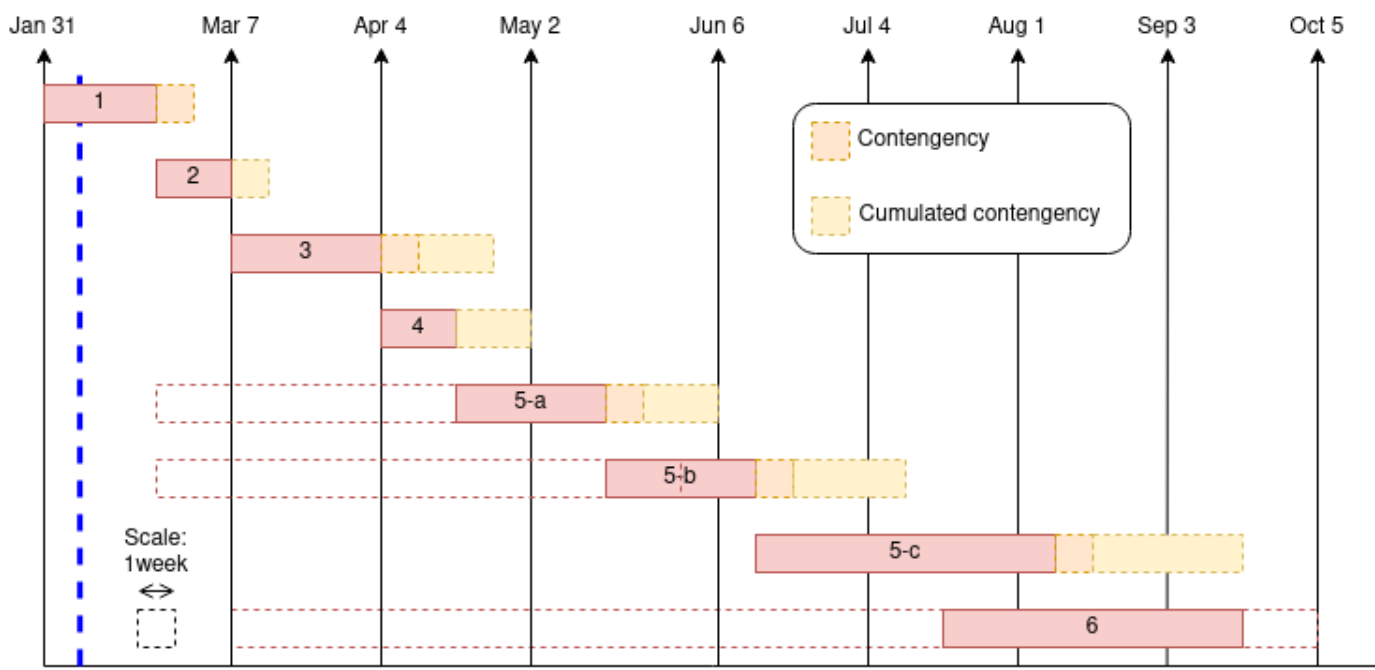 Jan 31 Mar 7 Apr 4 May 2 Jun 6 Jul 4 Aug 1 Sep 3 Oct 5
1
Contengency
2
Cumulated contengency
3
4
5-a
5-b
Scale:
1week
5-c
6